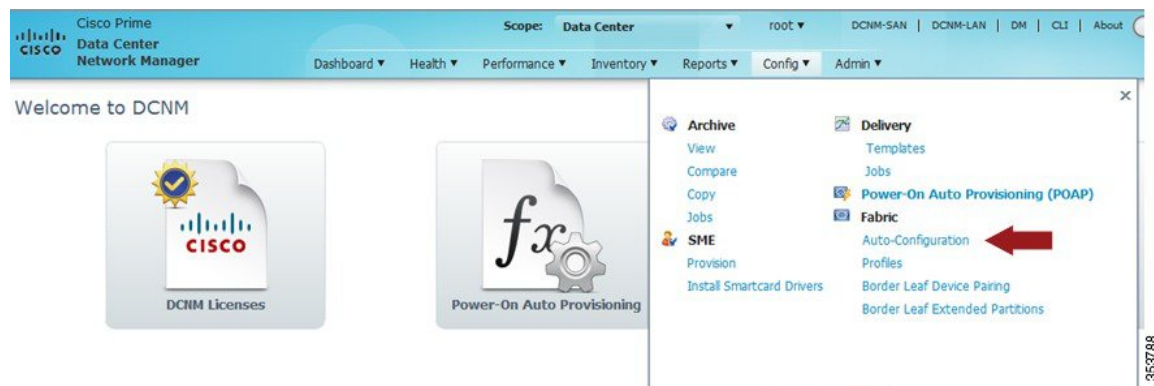 Cisco Prime
Data Center
Network Manager
CISCO
Scope: Data Center ▼ root ▼ DCNM-SAN | DCNM-LAN | DM | CLI | About
Dashboard ▼ Health ▼ Performance ▼ Inventory ▼ Reports ▼ Config ▼ Admin ▼
Welcome to DCNM
CISCO
DCNM Licenses
fx
Power-On Auto Provisioning
×
Archive
View
Compare
Copy
Jobs
SME
Provision
Install Smartcard Drivers
Delivery
Templates
Jobs
Power-On Auto Provisioning (POAP)
Fabric
Auto-Configuration
Profiles
Border Leaf Device Pairing
Border Leaf Extended Partitions
353788